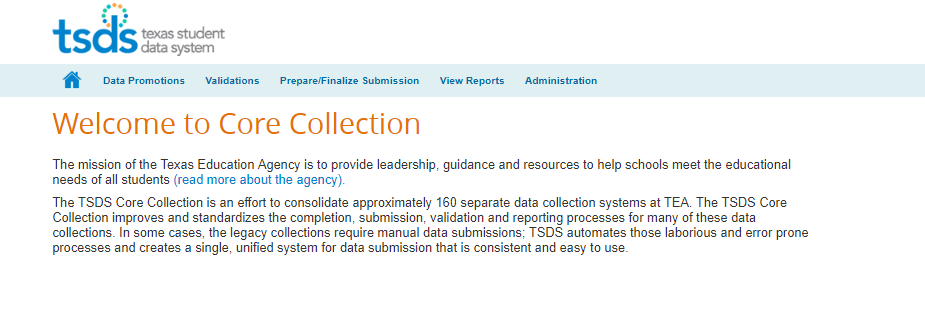 tsds texas student
data system
Data Promotions Validations Prepare/Finalize Submission View Reports Administration
Welcome to Core Collection
The mission of the Texas Education Agency is to provide leadership, guidance and resources to help schools meet the educational
needs of all students (read more about the agency).
The TSDS Core Collection is an effort to consolidate approximately 160 separate data collection systems at TEA. The TSDS Core
Collection improves and standardizes the completion, submission, validation and reporting processes for many of these data
collections. In some cases, the legacy collections require manual data submissions; TSDS automates those laborious and error prone
processes and creates a single, unified system for data submission that is consistent and easy to use.